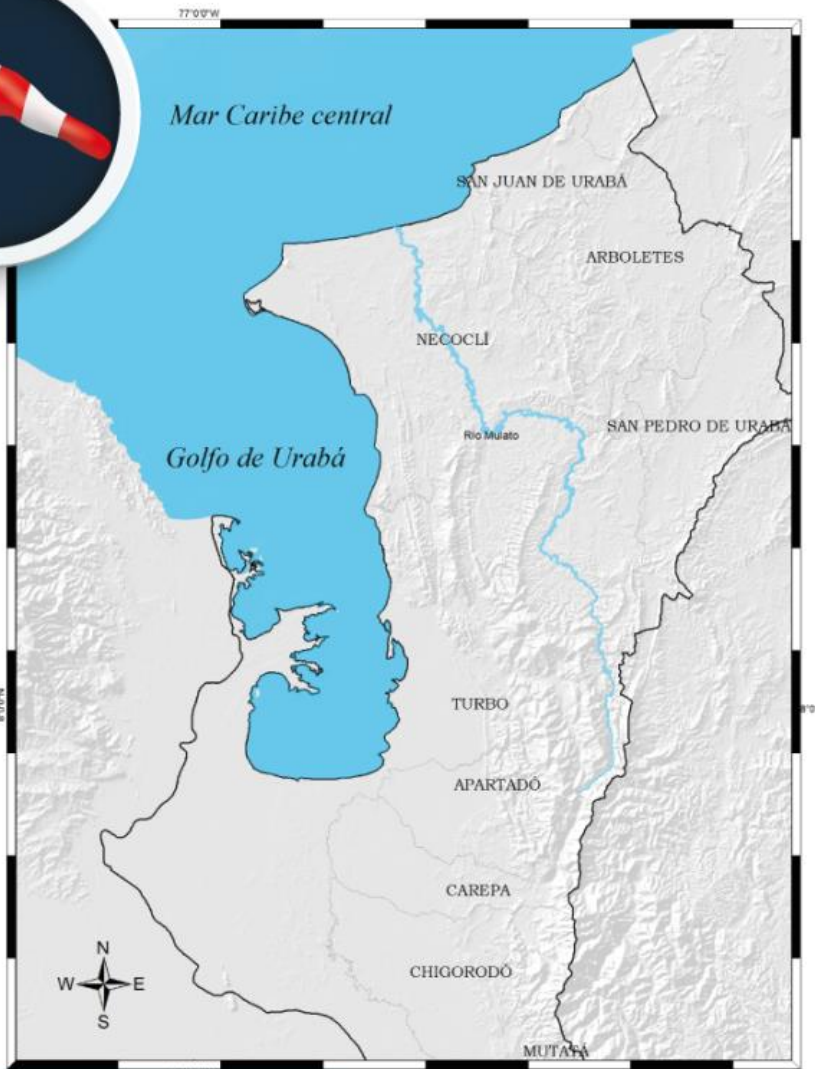 77°0'0"W
Mar Caribe central
SAN JUAN DE URABÁ
ARBOLETES
NECOCLÍ
SAN PEDRO DE URABÁ
Río Mulato
Golfo de Urabá
TURBO
APARTADÓ
CAREPA
CHIGORODÓ
N
W E
S
MUTATÁ